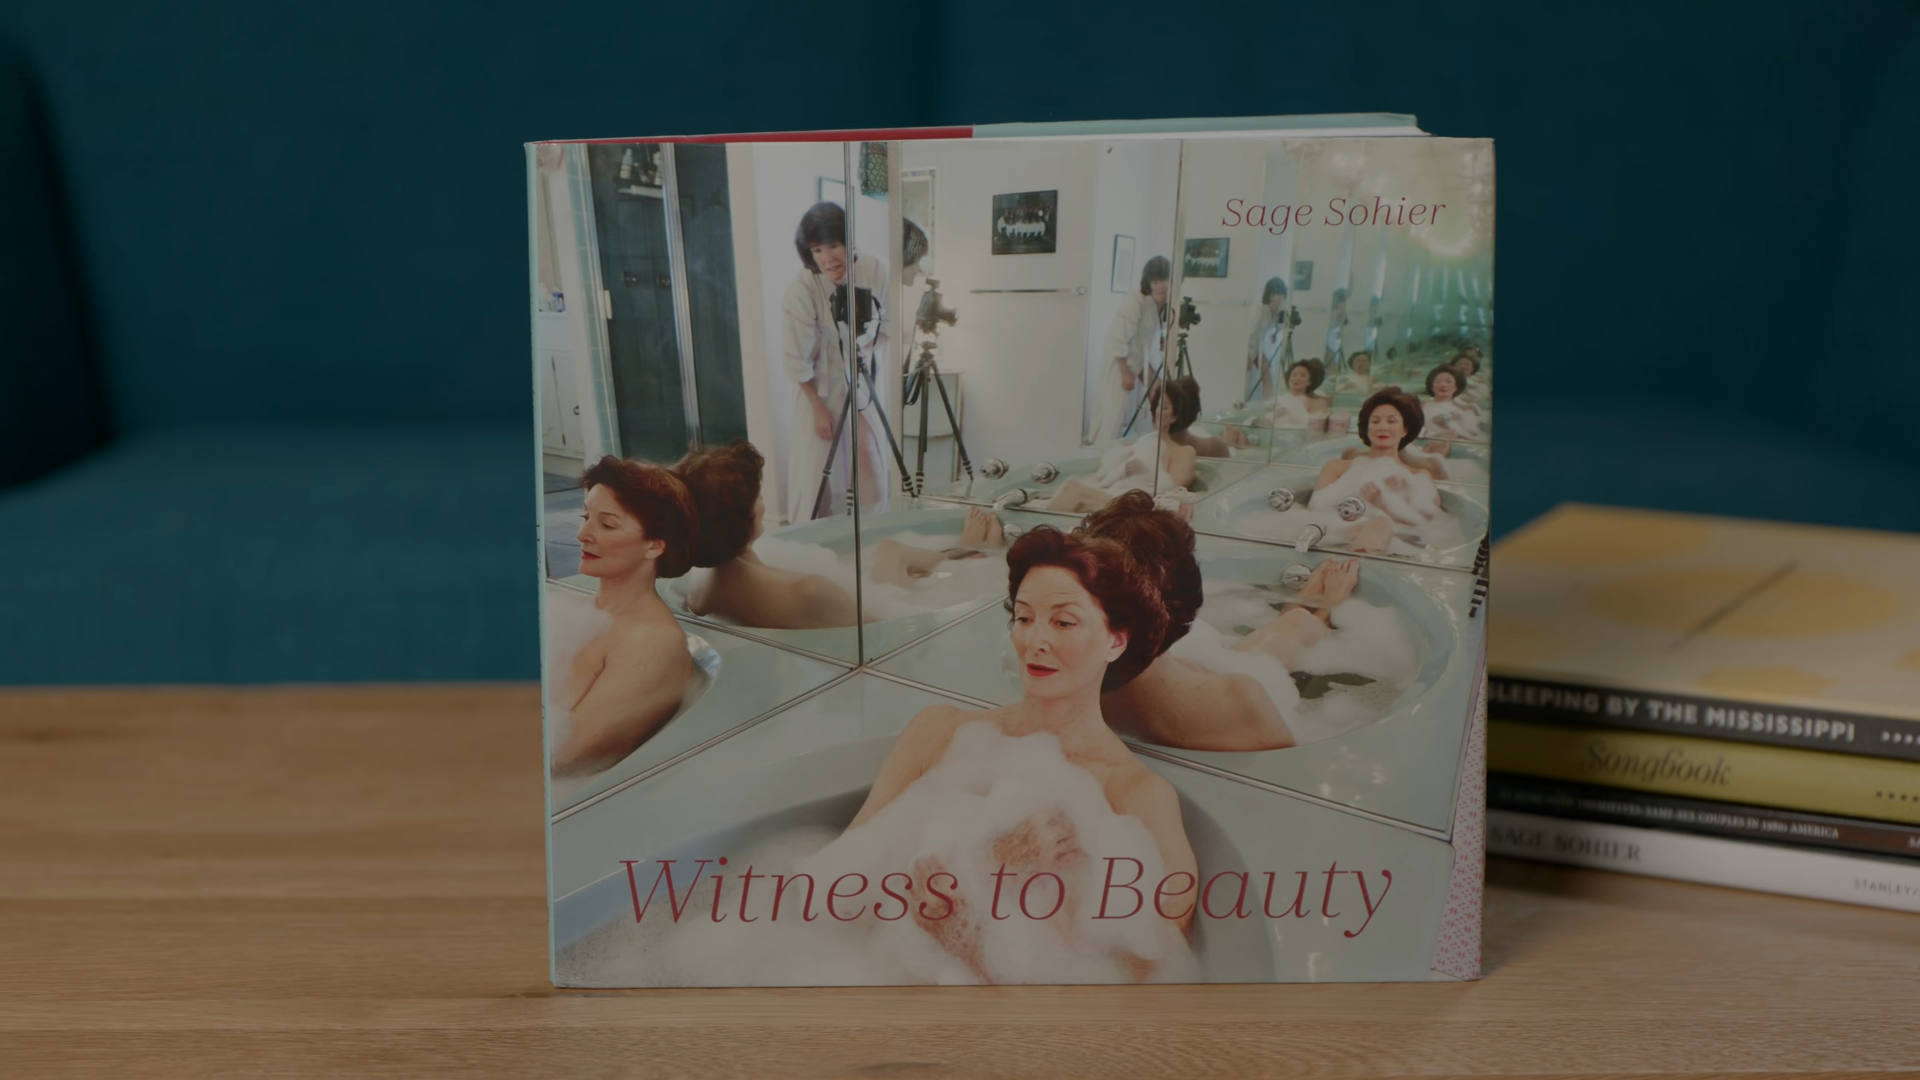 Sage Sohier
Witness to Beauty
SLEEPING BY THE MISSISSIPPI
Songbook
THEMSELVES: SAME-SEX COUPLES IN 1980s AMERICA
SAGE SOHIER
STANLEY/